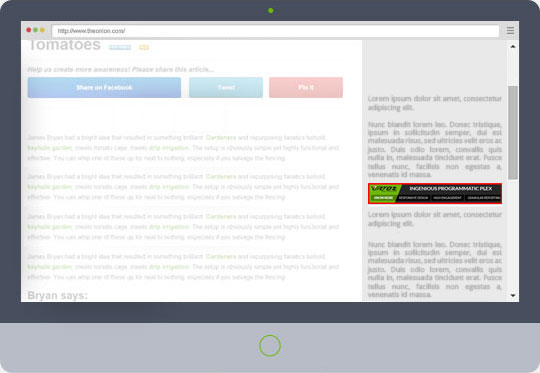 http://www.theonion.com/
Tomatoes
Help us create more awareness! Please share this article...
Share on Facebook
Tweet
Pin It
James Bryan had a bright idea that resulted in something brilliant. Gardeners and repurposing fanatics behold,
keyhole garden, meets tomato cage, meets drip irrigation. The setup is obviously simple yet highly functional and
effective. You can whip one of these up for next to nothing, especially if you salvage the fencing.
James Bryan had a bright idea that resulted in something brilliant. Gardeners and repurposing fanatics behold,
keyhole garden, meets tomato cage, meets drip irrigation. The setup is obviously simple yet highly functional and
effective. You can whip one of these up for next to nothing, especially if you salvage the fencing.
James Bryan had a bright idea that resulted in something brilliant. Gardeners and repurposing fanatics behold,
keyhole garden, meets tomato cage, meets drip irrigation. The setup is obviously simple yet highly functional and
effective. You can whip one of these up for next to nothing, especially if you salvage the fencing.
James Bryan had a bright idea that resulted in something brilliant. Gardeners and repurposing fanatics behold,
keyhole garden, meets tomato cage, meets drip irrigation. The setup is obviously simple yet highly functional and
effective. You can whip one of these up for next to nothing, especially if you salvage the fencing.
Bryan says:
Lorem ipsum dolor sit amet, consectetur
adipiscing elit.
Nunc blandit lorem leo. Donec tristique,
ipsum in sollicitudin semper, dui est
malesuada risus, sed ultricies velit orci et
justo. Duis odio lorem, convallis quis
nulla in, malesuada tincidunt erat. Fusce
tellus nunc, facilisis non egestas a,
venenatis id massa.
INGENIOUS PROGRAMMATIC PLEX
KNOW MORE
RESPONSIVE DESIGN
HIGH ENGAGEMENT
GRANULAR REPORTING
Lorem ipsum dolor sit amet, consectetur
adipiscing elit.
Nunc blandit lorem leo. Donec tristique,
ipsum in sollicitudin semper, dui est
malesuada risus, sed ultricies velit orci et
justo. Duis odio lorem, convallis quis
nulla in, malesuada tincidunt erat. Fusce
tellus nunc, facilisis non egestas a,
venenatis id massa.